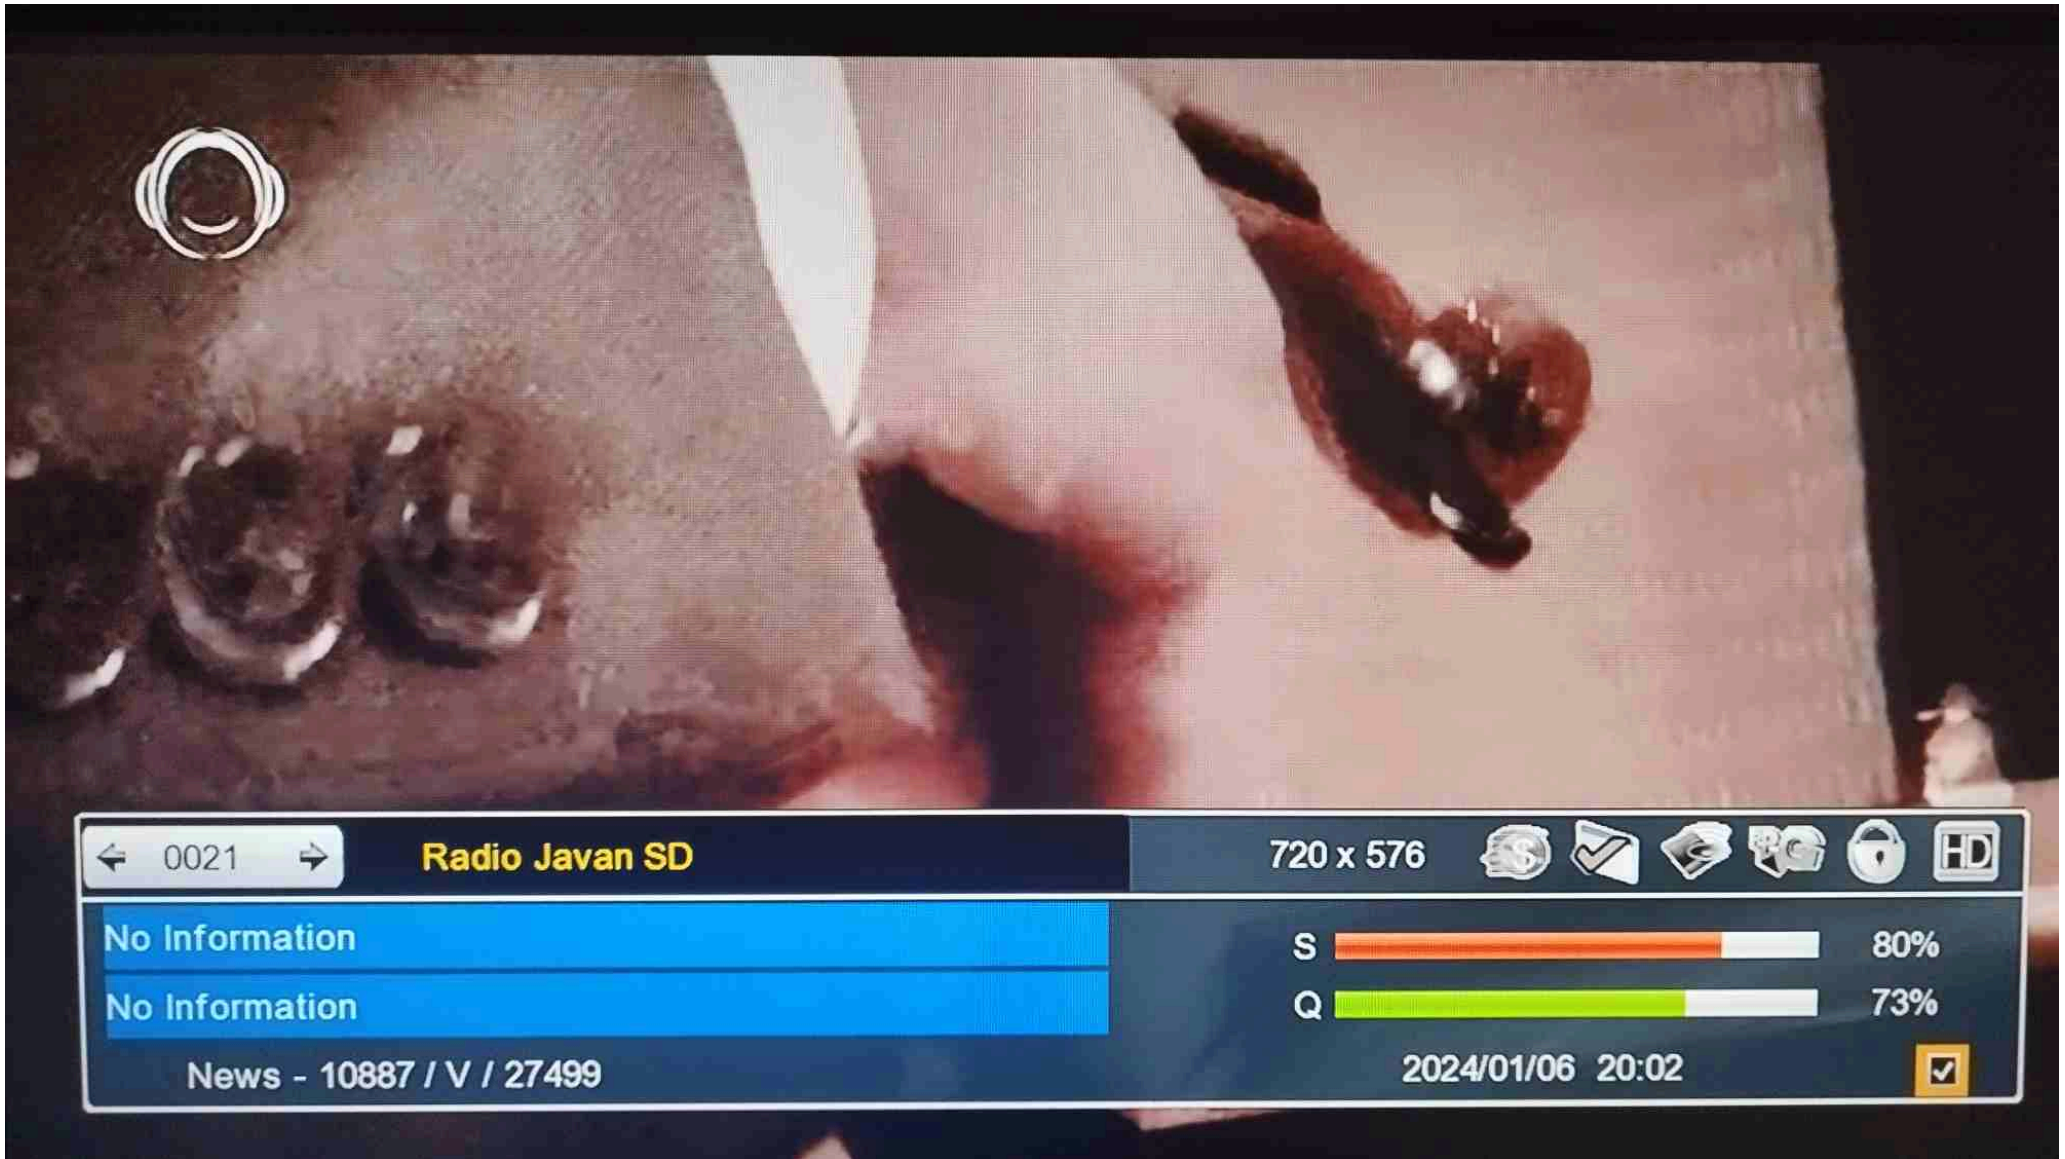 0021
Radio Javan SD
720 x 576
HD
No Information
No Information
S 80%
Q 73%
News - 10887 / V / 27499
2024/01/06 20:02